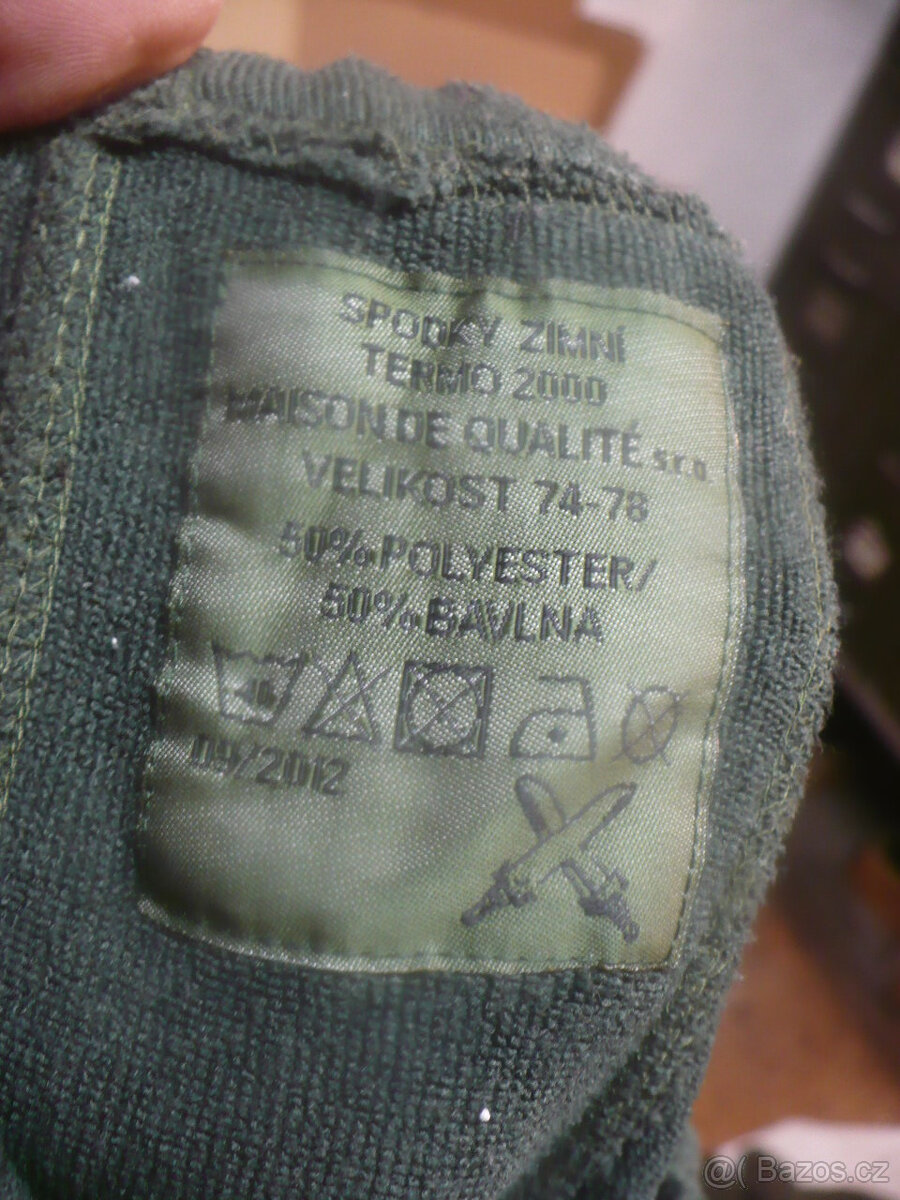 SPODKY ZIMNÍ
TERMO 2000
MAISON DE QUALITÉ s.r.o.
VELIKOST 74-78
50% POLYESTER/
50% BAVLNA
09/2012
@( Bazos.cz